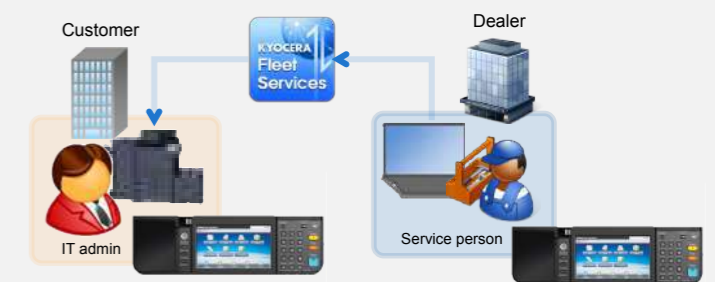 Customer
Dealer
KYOCERA
Fleet
Services
IT admin
Service person